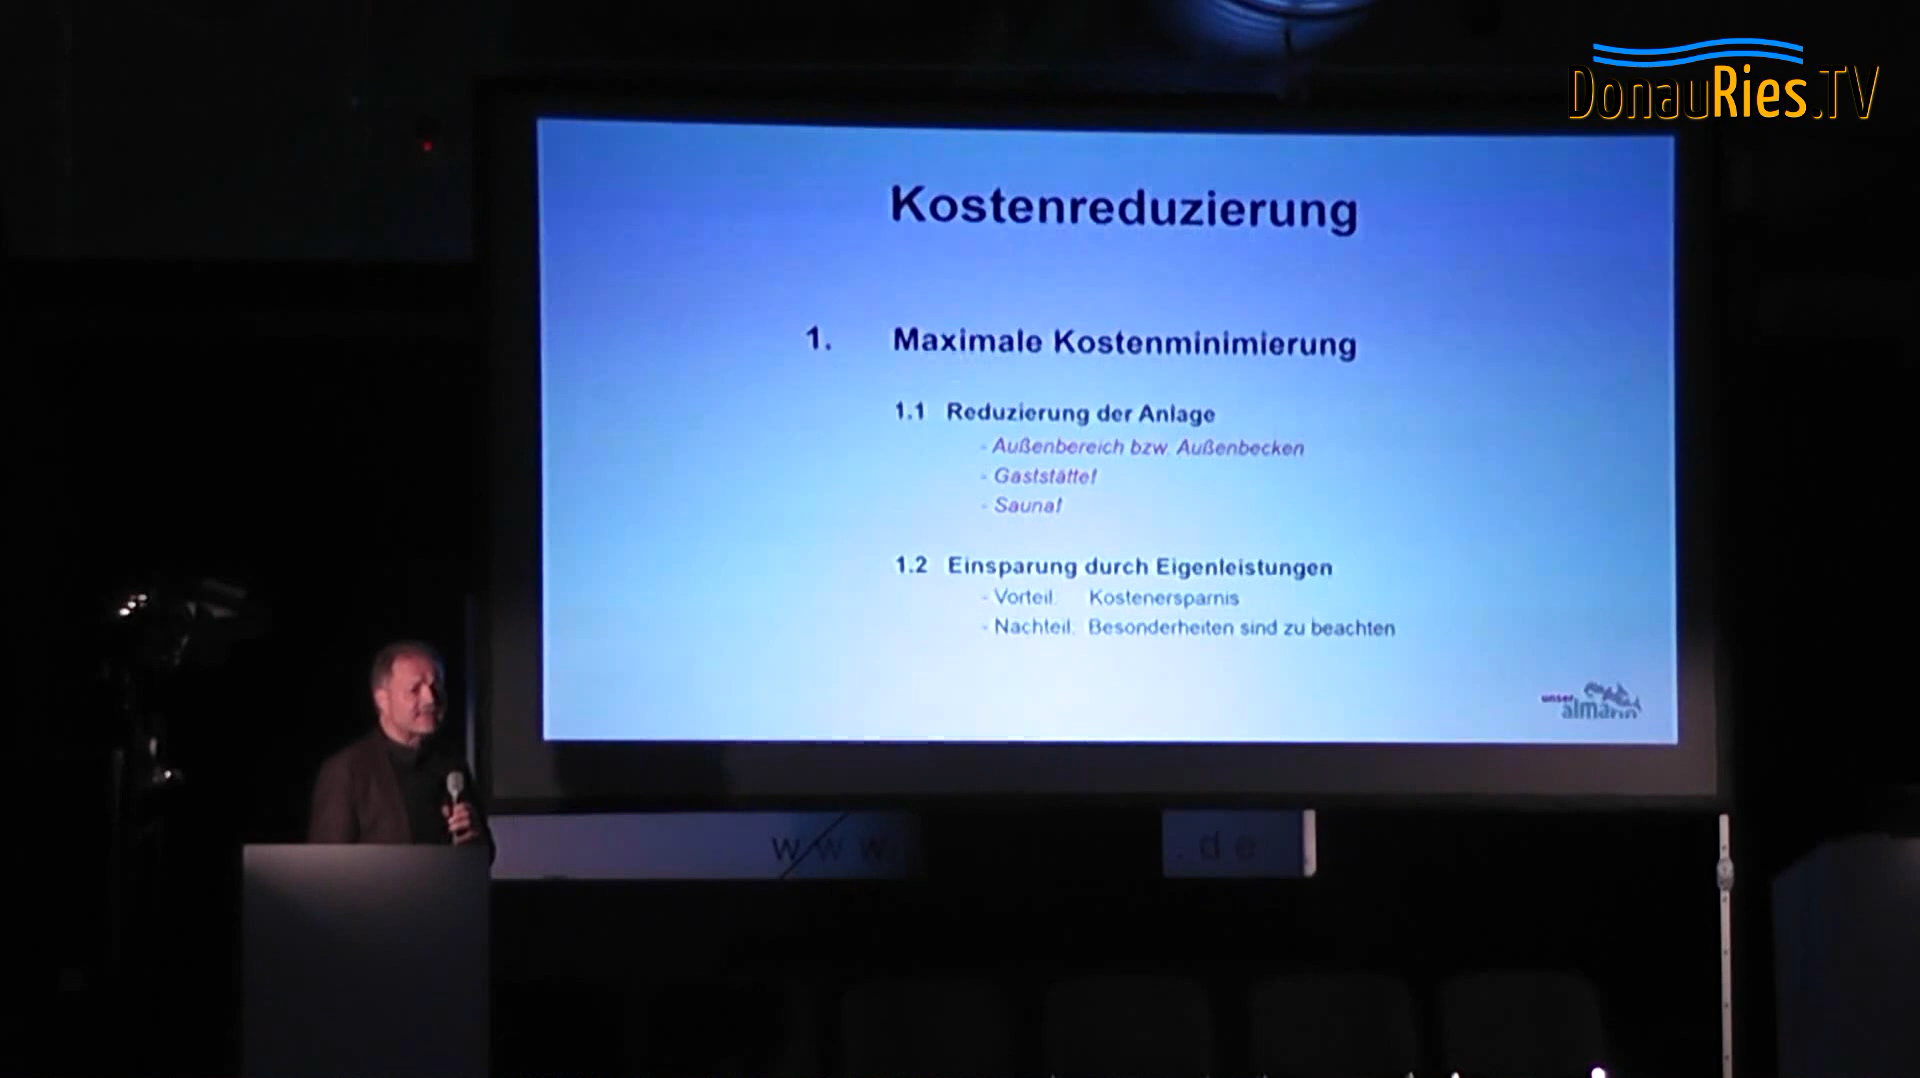 DonauRies.TV
Kostenreduzierung
1. Maximale Kostenminimierung
1.1 Reduzierung der Anlage
- Außenbereich bzw. Außenbecken
- Gaststätte!
- Sauna!
1.2 Einsparung durch Eigenleistungen
- Vorteil: Kostenersparnis
- Nachteil: Besonderheiten sind zu beachten
unser
almarin
www.
.de